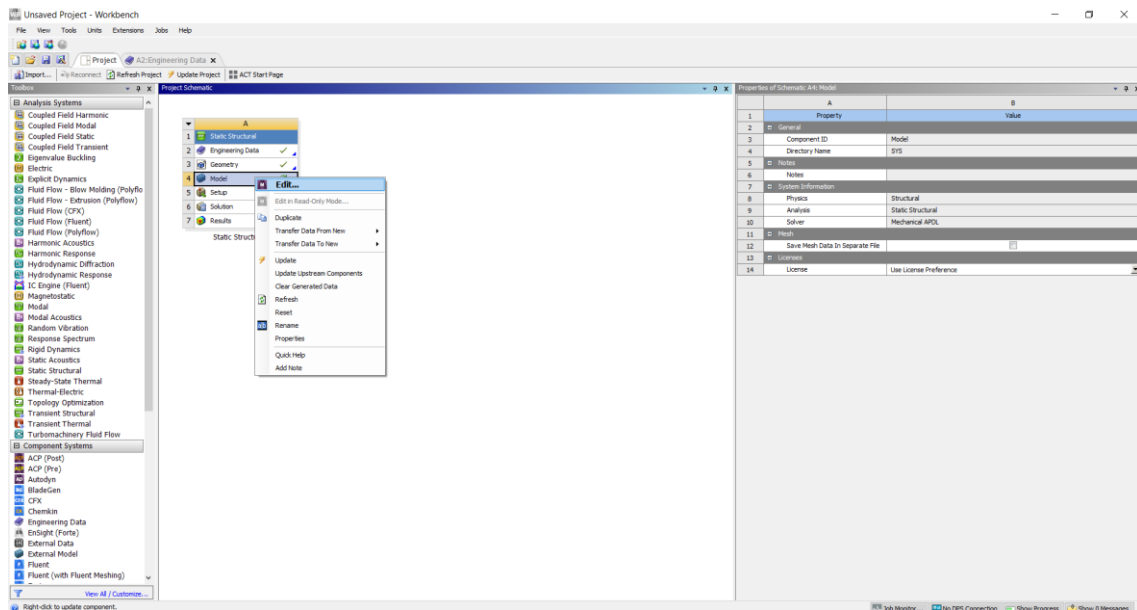 Unsaved Project - Workbench
File View Tools Units Extensions Jobs Help
Project A2:Engineering Data
Import... Reconnect Refresh Project Update Project ACT Start Page
Toolbox
Analysis Systems
Coupled Field Harmonic
Coupled Field Modal
Coupled Field Static
Coupled Field Transient
Eigenvalue Buckling
Electric
Explicit Dynamics
Fluid Flow - Blow Molding (Polyflo
Fluid Flow - Extrusion (Polyflow)
Fluid Flow (CFX)
Fluid Flow (Fluent)
Fluid Flow (Polyflow)
Harmonic Acoustics
Harmonic Response
Hydrodynamic Diffraction
Hydrodynamic Response
IC Engine (Fluent)
Magnetostatic
Modal
Modal Acoustics
Random Vibration
Response Spectrum
Rigid Dynamics
Static Acoustics
Static Structural
Steady-State Thermal
Thermal-Electric
Topology Optimization
Transient Structural
Transient Thermal
Turbomachinery Fluid Flow
Component Systems
ACP (Post)
ACP (Pre)
Autodyn
BladeGen
CFX
Chemkin
Engineering Data
EnSight (Forte)
External Data
External Model
Fluent
Fluent (with Fluent Meshing)
View All / Customize...
Project Schematic
A
1 Static Structural
2 Engineering Data
3 Geometry
4 Model
5 Setup
6 Solution
7 Results
Static Struct
Edit...
Edit in Read-Only Mode...
Duplicate
Transfer Data From New
Transfer Data To New
Update
Update Upstream Components
Clear Generated Data
Refresh
Reset
Rename
Properties
Quick Help
Add Note
Properties of Schematic A4: Model
A B
1 Property Value
2 General
3 Component ID Model
4 Directory Name SYS
5 Notes
6 Notes
7 System Information
8 Physics Structural
9 Analysis Static Structural
10 Solver Mechanical APDL
11 Mesh
12 Save Mesh Data In Separate File
13 Licenses
14 License Use License Preference
Right-click to update component.
Job Monitor... No DPS Connection Show Progress Show 0 Messages